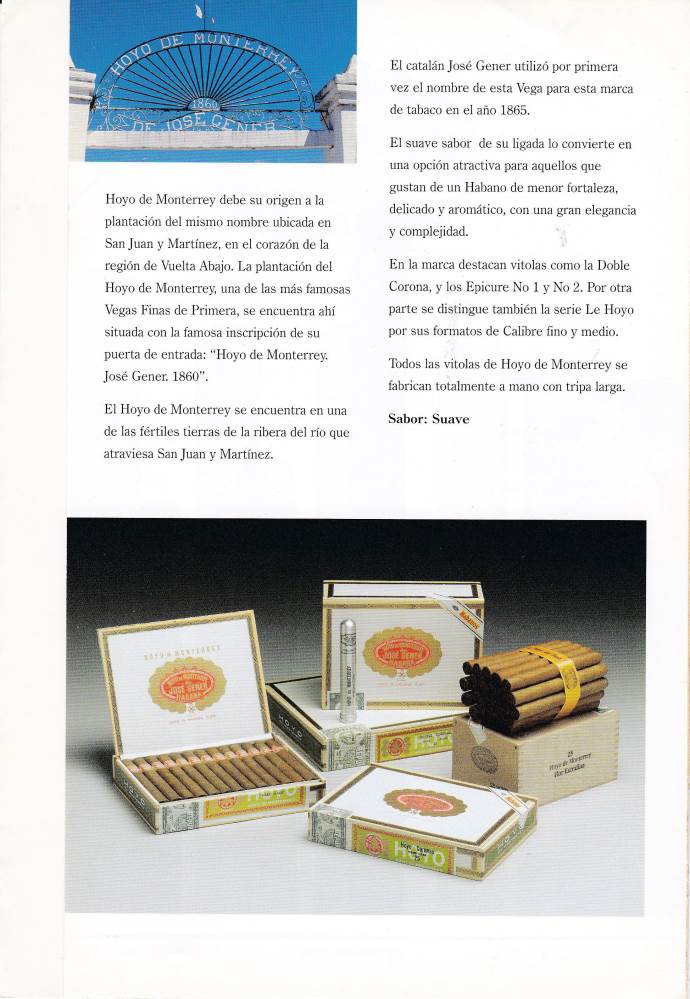 HOYO DE MONTERREY
1860
DE JOSE GENER
Hoyo de Monterrey debe su origen a la
plantación del mismo nombre ubicada en
San Juan y Martínez, en el corazón de la
región de Vuelta Abajo. La plantación del
Hoyo de Monterrey, una de las más famosas
Vegas Finas de Primera, se encuentra ahí
situada con la famosa inscripción de su
puerta de entrada: “Hoyo de Monterrey.
José Gener. 1860”.
El Hoyo de Monterrey se encuentra en una
de las fértiles tierras de la ribera del río que
atraviesa San Juan y Martínez.
El catalán José Gener utilizó por primera
vez el nombre de esta Vega para esta marca
de tabaco en el año 1865.
El suave sabor de su ligada lo convierte en
una opción atractiva para aquellos que
gustan de un Habano de menor fortaleza,
delicado y aromático, con una gran elegancia
y complejidad.
En la marca destacan vitolas como la Doble
Corona, y los Epicure No 1 y No 2. Por otra
parte se distingue también la serie Le Hoyo
por sus formatos de Calibre fino y medio.
Todos las vitolas de Hoyo de Monterrey se
fabrican totalmente a mano con tripa larga.
Sabor: Suave
HOYO DE MONTERREY
JOSE GENER
HABANA
HOYO
Habanos
JOSE GENER
HABANA
HOYO
HOYO
25
Hoyo de Monterrey
HOYO